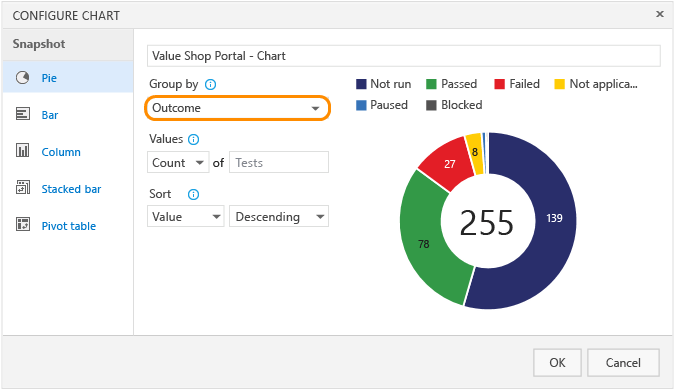 CONFIGURE CHART
Snapshot
Pie
Bar
Column
Stacked bar
Pivot table
Value Shop Portal - Chart
Group by
Outcome
Values
Count of Tests
Sort
Value Descending
Not run Passed Failed Not applica...
Paused Blocked
8
27
139
255
78
OK Cancel